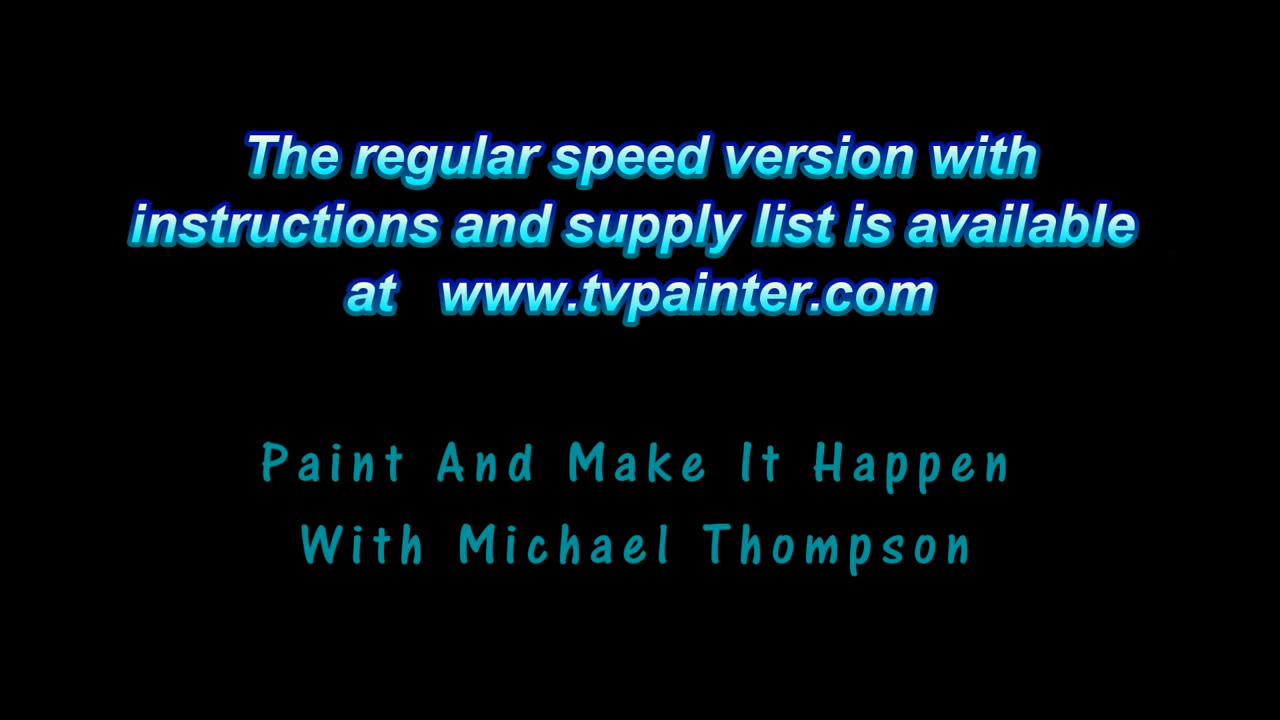 The regular speed version with
instructions and supply list is available
at www.tvpainter.com
Paint And Make It Happen
With Michael Thompson